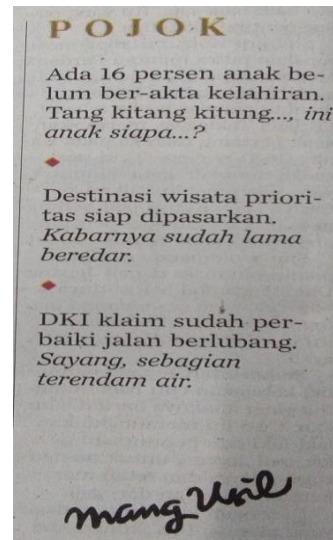 POJOK
Ada 16 persen anak be-
lum ber-akta kelahiran.
Tang kitang kitung..., ini
anak siapa...?
Destinasi wisata priori-
tas siap dipasarkan.
Kabarnya sudah lama
beredar.
DKI klaim sudah per-
baiki jalan berlubang.
Sayang, sebagian
terendam air.
mang Usil